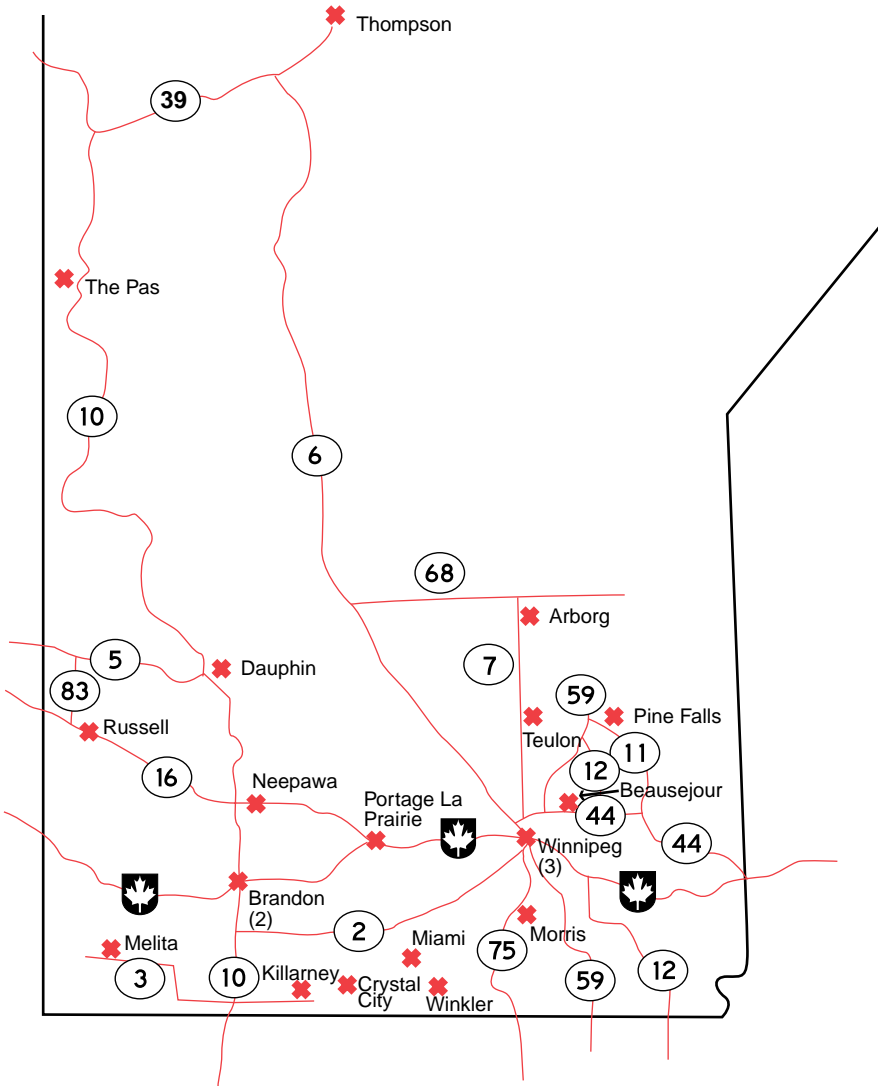 Thompson
39
The Pas
10
6
68
Arborg
7
5
Dauphin
83
59
Russell
Pine Falls
Teulon
11
16
12
Neepawa
Beausejour
Portage La
Prairie
44
44
Winnipeg
(3)
Brandon
(2)
2
Morris
Miami
75
Melita
3
10
Killarney
Crystal
City
Winkler
59
12